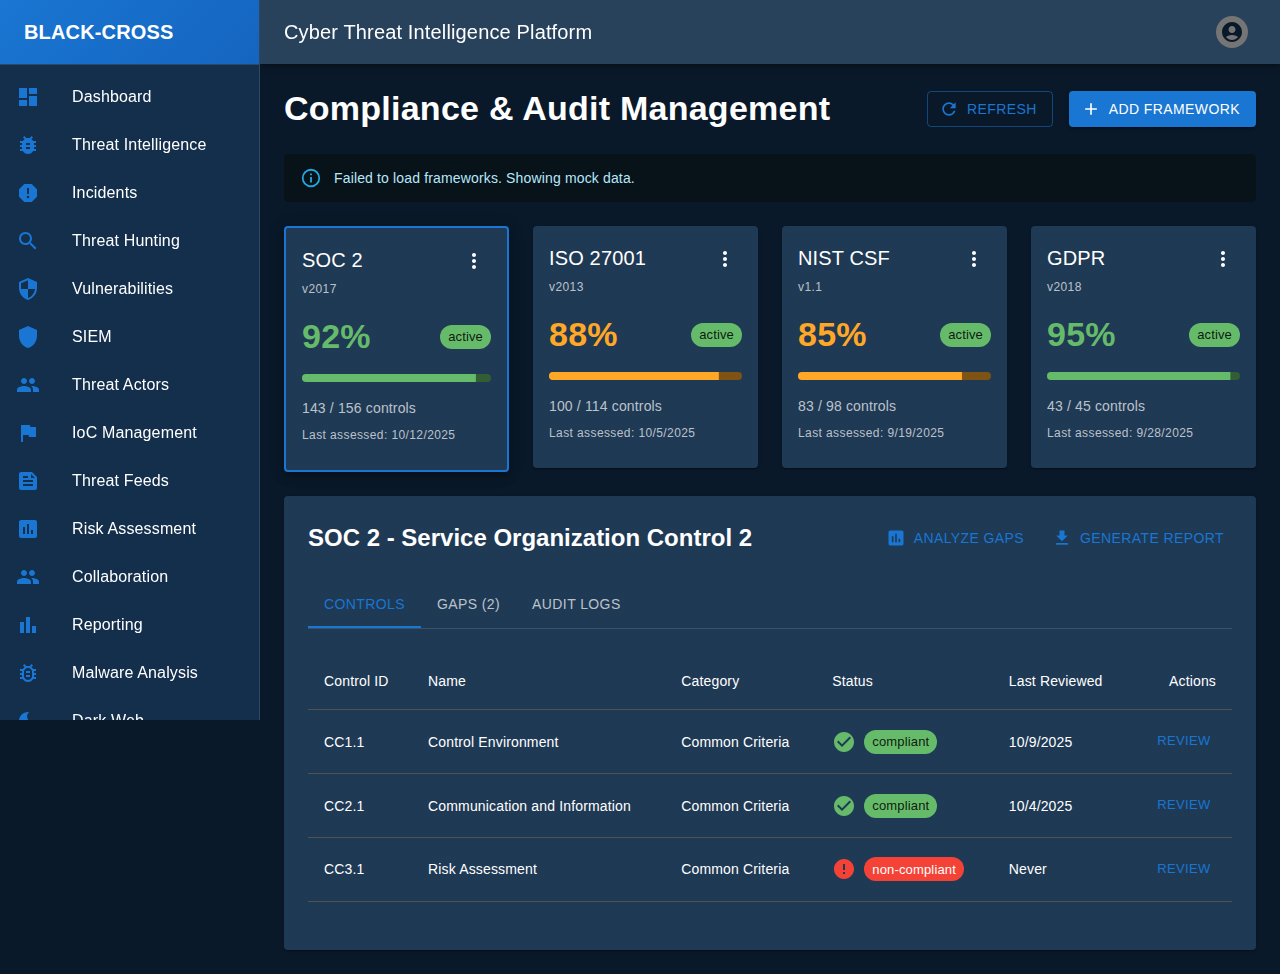 BLACK-CROSS
Cyber Threat Intelligence Platform
Dashboard
Threat Intelligence
Incidents
Threat Hunting
Vulnerabilities
SIEM
Threat Actors
IoC Management
Threat Feeds
Risk Assessment
Collaboration
Reporting
Malware Analysis
Dark Web
Compliance & Audit Management
REFRESH
ADD FRAMEWORK
Failed to load frameworks. Showing mock data.
SOC 2
v2017
92%
active
143 / 156 controls
Last assessed: 10/12/2025
ISO 27001
v2013
88%
active
100 / 114 controls
Last assessed: 10/5/2025
NIST CSF
v1.1
85%
active
83 / 98 controls
Last assessed: 9/19/2025
GDPR
v2018
95%
active
43 / 45 controls
Last assessed: 9/28/2025
SOC 2 - Service Organization Control 2
ANALYZE GAPS
GENERATE REPORT
CONTROLS
GAPS (2)
AUDIT LOGS
Control ID Name Category Status Last Reviewed Actions
CC1.1 Control Environment Common Criteria compliant 10/9/2025 REVIEW
CC2.1 Communication and Information Common Criteria compliant 10/4/2025 REVIEW
CC3.1 Risk Assessment Common Criteria non-compliant Never REVIEW